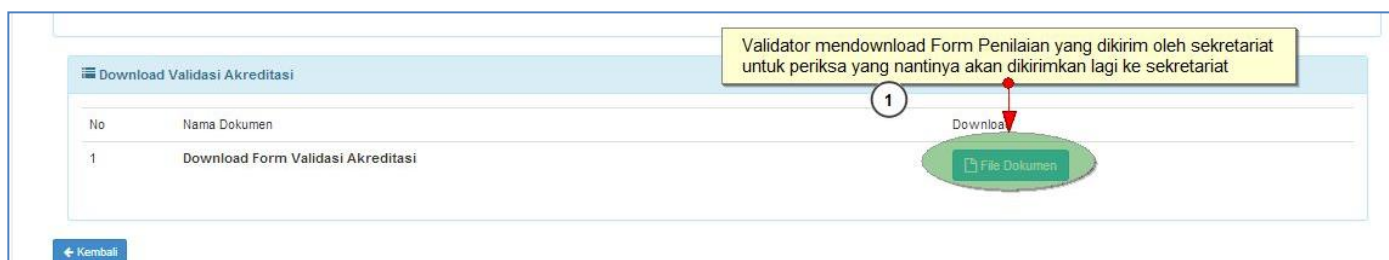 Validator mendownload Form Penilaian yang dikirim oleh sekretariat
untuk periksa yang nantinya akan dikirimkan lagi ke sekretariat
Download Validasi Akreditasi
1
No Nama Dokumen Download
1 Download Form Validasi Akreditasi File Dokumen
Kembali